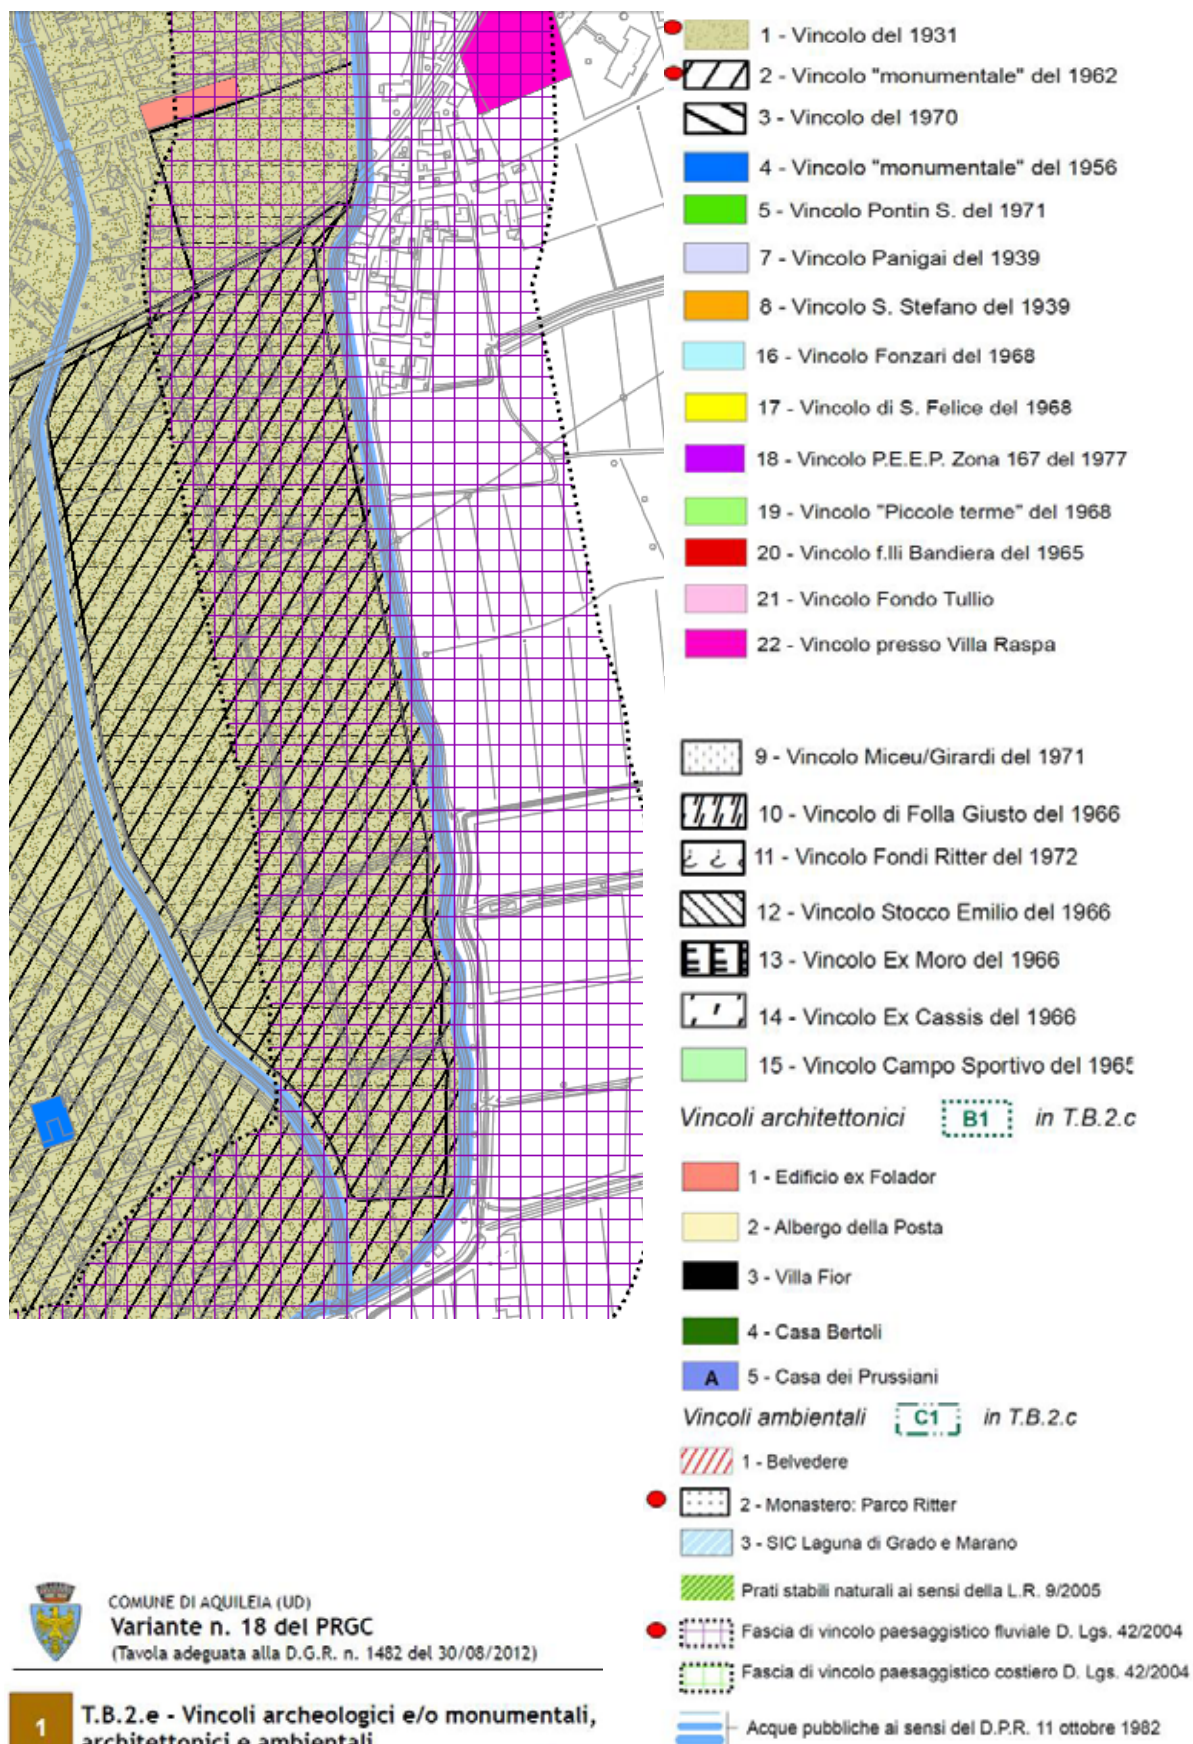 1 - Vincolo del 1931
2 - Vincolo "monumentale" del 1962
3 - Vincolo del 1970
4 - Vincolo "monumentale" del 1956
5 - Vincolo Pontin S. del 1971
7 - Vincolo Panigai del 1939
8 - Vincolo S. Stefano del 1939
16 - Vincolo Fonzari del 1968
17 - Vincolo di S. Felice del 1968
18 - Vincolo P.E.E.P. Zona 167 del 1977
19 - Vincolo "Piccole terme" del 1968
20 - Vincolo f.lli Bandiera del 1965
21 - Vincolo Fondo Tullio
22 - Vincolo presso Villa Raspa
9 - Vincolo Miceu/Girardi del 1971
10 - Vincolo di Folla Giusto del 1966
11 - Vincolo Fondi Ritter del 1972
12 - Vincolo Stocco Emilio del 1966
13 - Vincolo Ex Moro del 1966
14 - Vincolo Ex Cassis del 1966
15 - Vincolo Campo Sportivo del 1965
Vincoli architettonici B1 in T.B.2.c
1 - Edificio ex Folador
2 - Albergo della Posta
3 - Villa Fior
4 - Casa Bertoli
A 5 - Casa dei Prussiani
Vincoli ambientali C1 in T.B.2.c
1 - Belvedere
2 - Monastero: Parco Ritter
3 - SIC Laguna di Grado e Marano
Prati stabili naturali ai sensi della L.R. 9/2005
Fascia di vincolo paesaggistico fluviale D. Lgs. 42/2004
Fascia di vincolo paesaggistico costiero D. Lgs. 42/2004
Acque pubbliche ai sensi del D.P.R. 11 ottobre 1982
COMUNE DI AQUILEIA (UD)
Variante n. 18 del PRGC
(Tavola adeguata alla D.G.R. n. 1482 del 30/08/2012)
1 T.B.2.e - Vincoli archeologici e/o monumentali,
architettonici e ambientali